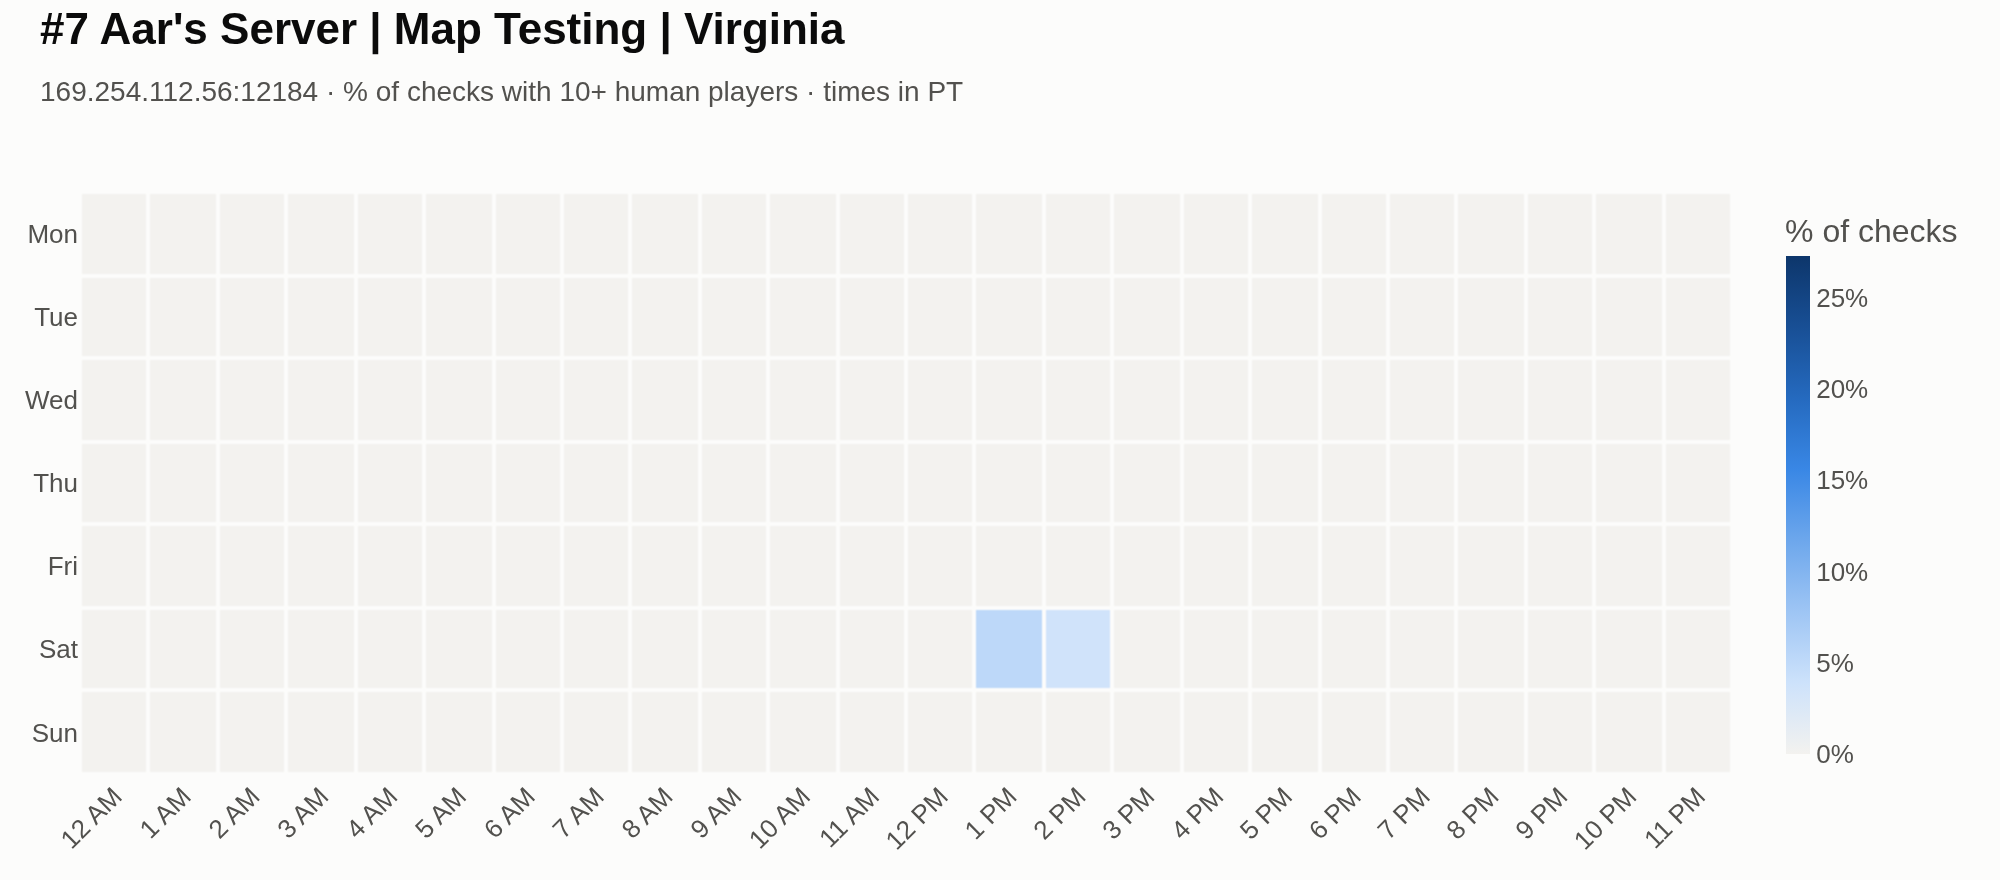 #7 Aar's Server | Map Testing | Virginia
169.254.112.56:12184 · % of checks with 10+ human players · times in PT
% of checks
Mon
Tue
Wed
Thu
Fri
Sat
Sun
25%
20%
15%
10%
5%
0%
12 AM
1 AM
2 AM
3 AM
4 AM
5 AM
6 AM
7 AM
8 AM
9 AM
10 AM
11 AM
12 PM
1 PM
2 PM
3 PM
4 PM
5 PM
6 PM
7 PM
8 PM
9 PM
10 PM
11 PM